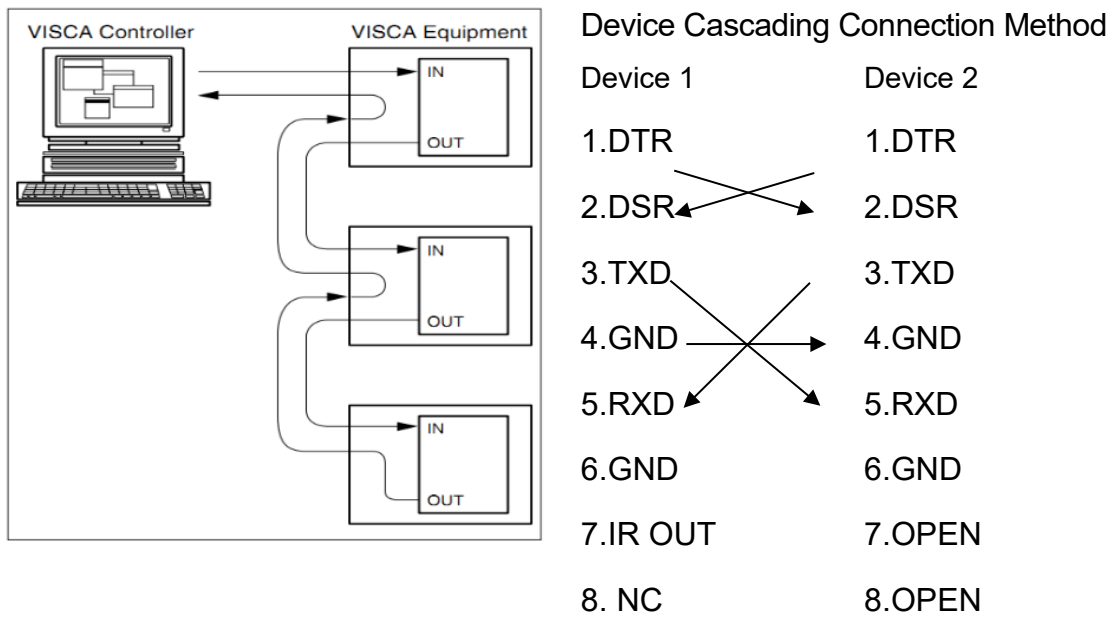 VISCA Controller
VISCA Equipment
IN
OUT
IN
OUT
IN
OUT
Device Cascading Connection Method
Device 1 Device 2
1.DTR 1.DTR
2.DSR 2.DSR
3.TXD 3.TXD
4.GND 4.GND
5.RXD 5.RXD
6.GND 6.GND
7.IR OUT 7.OPEN
8. NC 8.OPEN